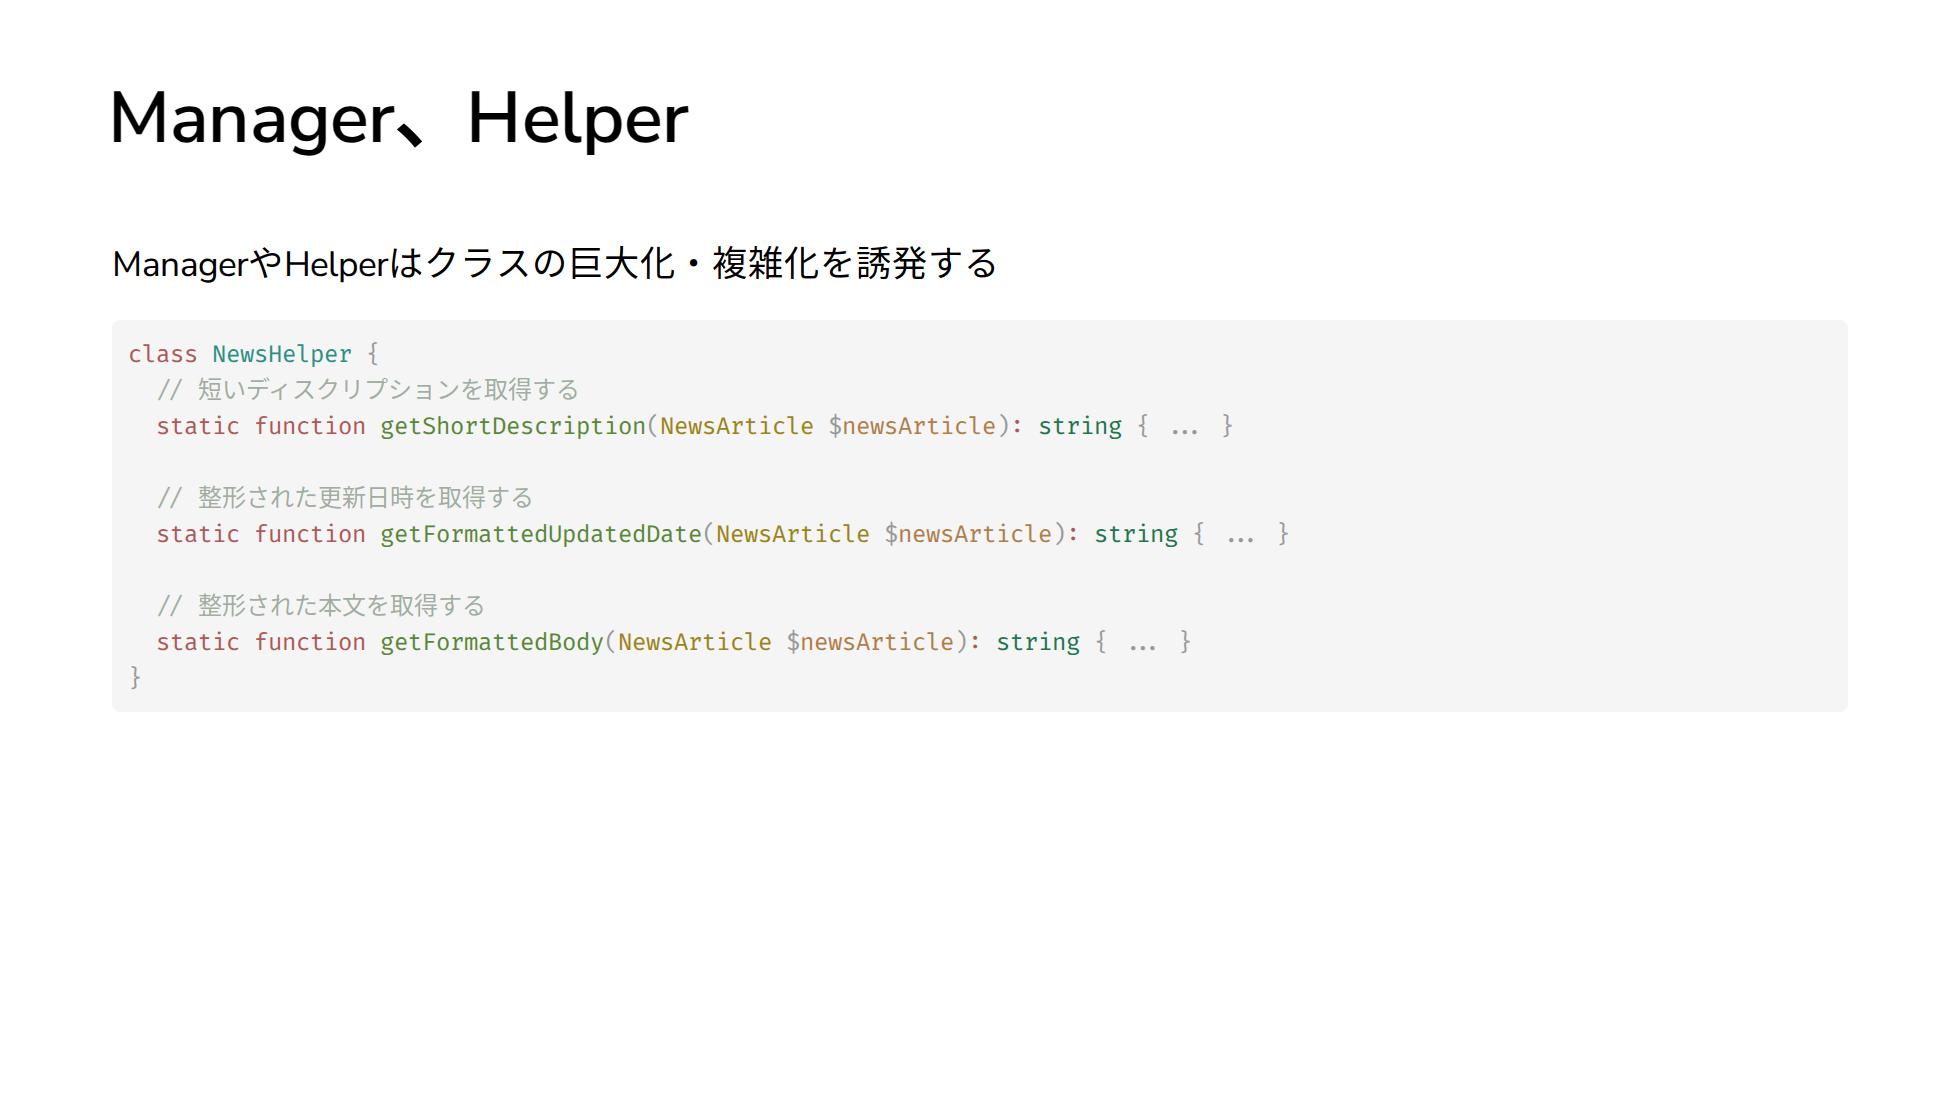 Manager、Helper
ManagerやHelperはクラスの巨大化・複雑化を誘発する
class NewsHelper {
  // 短いディスクリプションを取得する
  static function getShortDescription(NewsArticle $newsArticle): string { ... }
  // 整形された更新日時を取得する
  static function getFormattedUpdatedDate(NewsArticle $newsArticle): string { ... }
  // 整形された本文を取得する
  static function getFormattedBody(NewsArticle $newsArticle): string { ... }
}